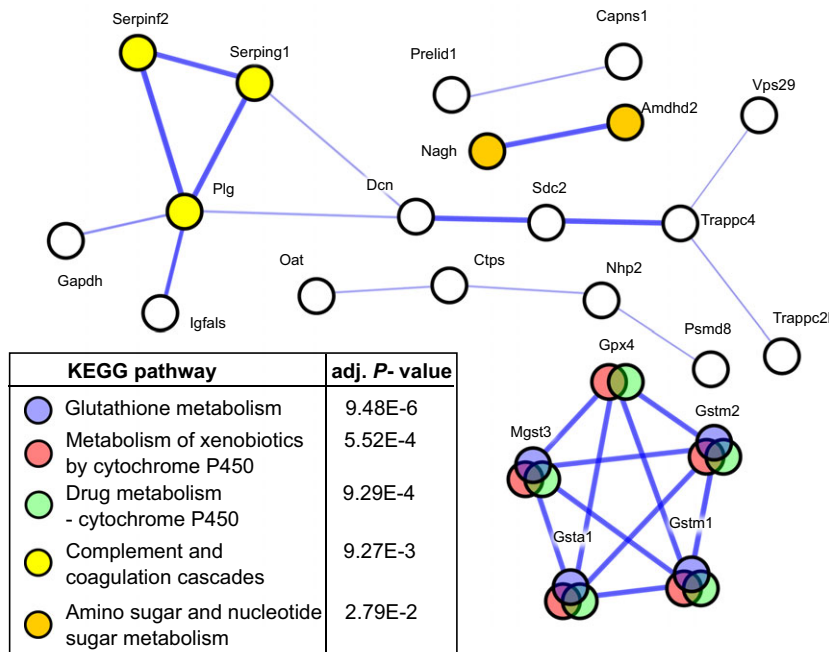 Serpinf2
Serping1
Capns1
Prelid1
Vps29
Amdhd2
Nagh
Plg
Dcn
Sdc2
Trappc4
Gapdh
Igfals
Oat
Ctps
Nhp2
Psmd8
Trappc2l
Gpx4
Gstm2
Mgst3
Gsta1
Gstm1
KEGG pathway adj. P- value
Glutathione metabolism 9.48E-6
Metabolism of xenobiotics 5.52E-4
by cytochrome P450
Drug metabolism 9.29E-4
- cytochrome P450
Complement and 9.27E-3
coagulation cascades
Amino sugar and nucleotide 2.79E-2
sugar metabolism